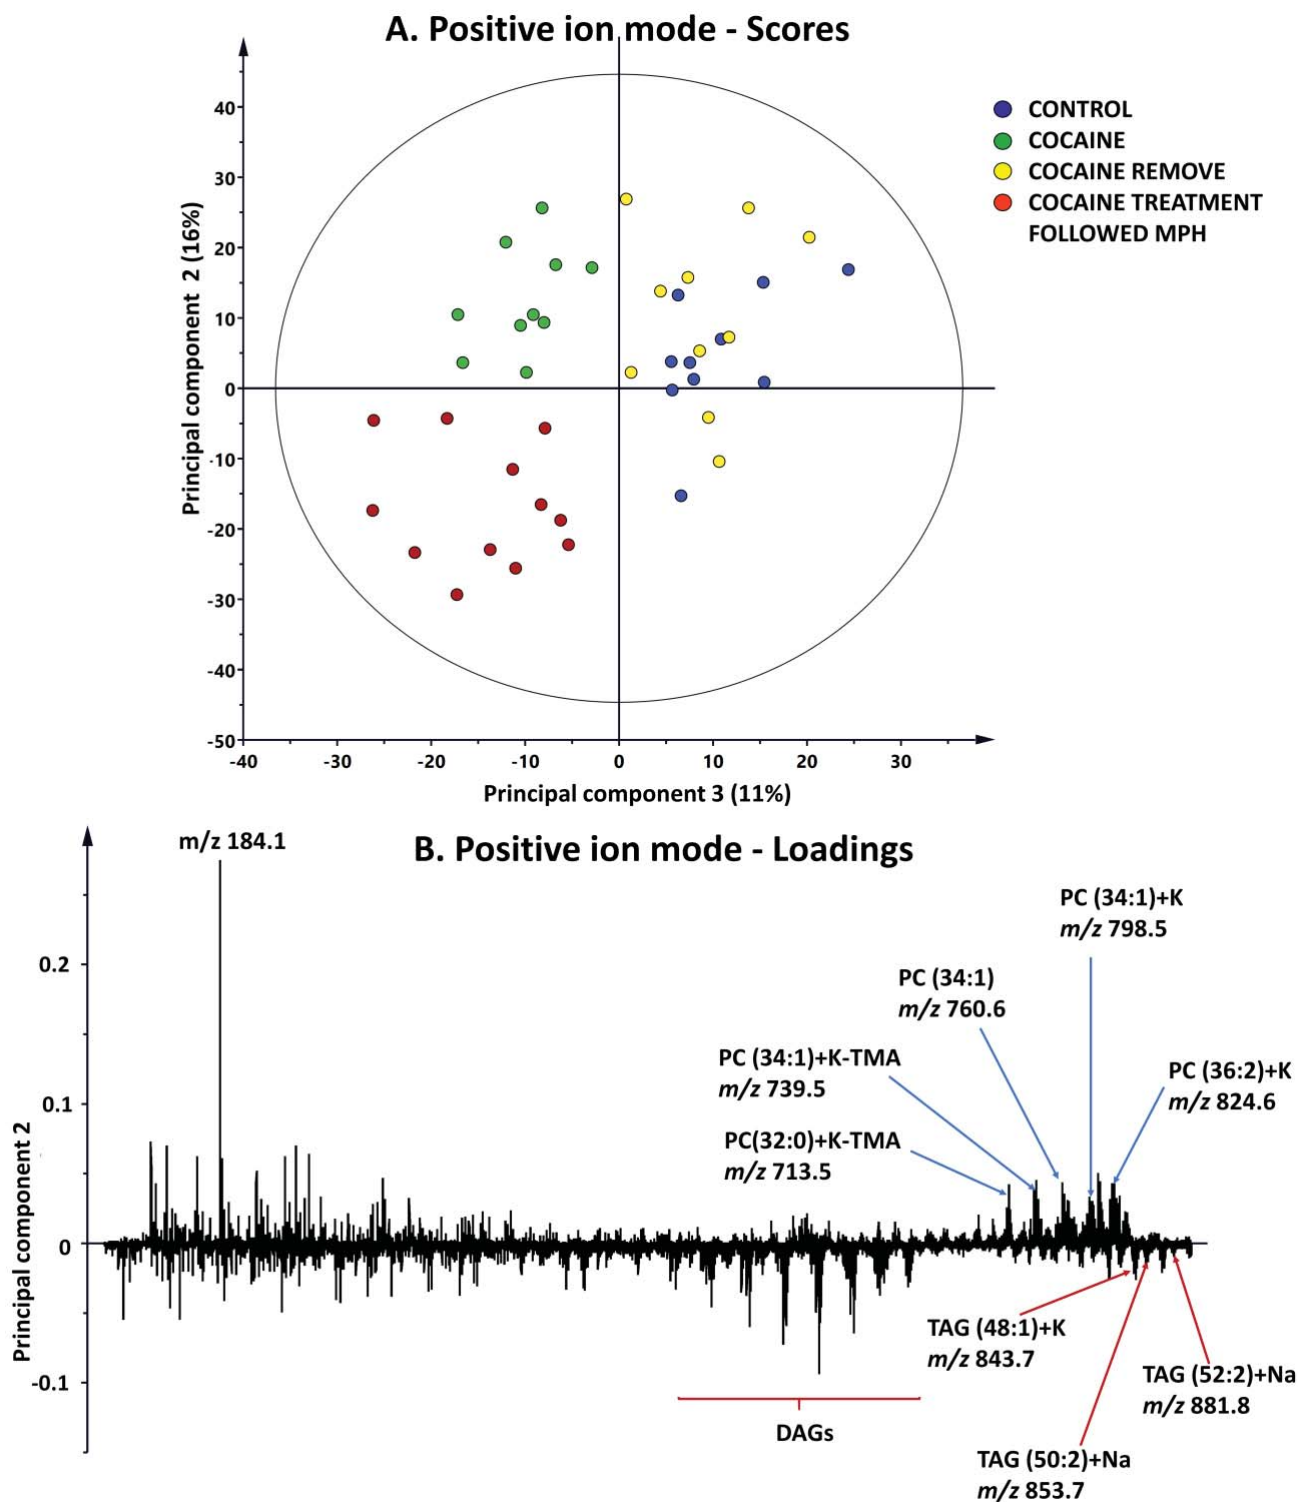 A. Positive ion mode - Scores
CONTROL
COCAINE
COCAINE REMOVE
COCAINE TREATMENT
FOLLOWED MPH
Principal component 2 (16%)
40
30
20
10
0
-10
-20
-30
-40
-50
-40
-30
-20
-10
0
10
20
30
Principal component 3 (11%)
B. Positive ion mode - Loadings
m/z 184.1
Principal component 2
0.2
0.1
0
-0.1
PC (34:1)+K
m/z 798.5
PC (34:1)
m/z 760.6
PC (34:1)+K-TMA
m/z 739.5
PC (36:2)+K
m/z 824.6
PC(32:0)+K-TMA
m/z 713.5
TAG (48:1)+K
m/z 843.7
TAG (52:2)+Na
m/z 881.8
DAGs
TAG (50:2)+Na
m/z 853.7